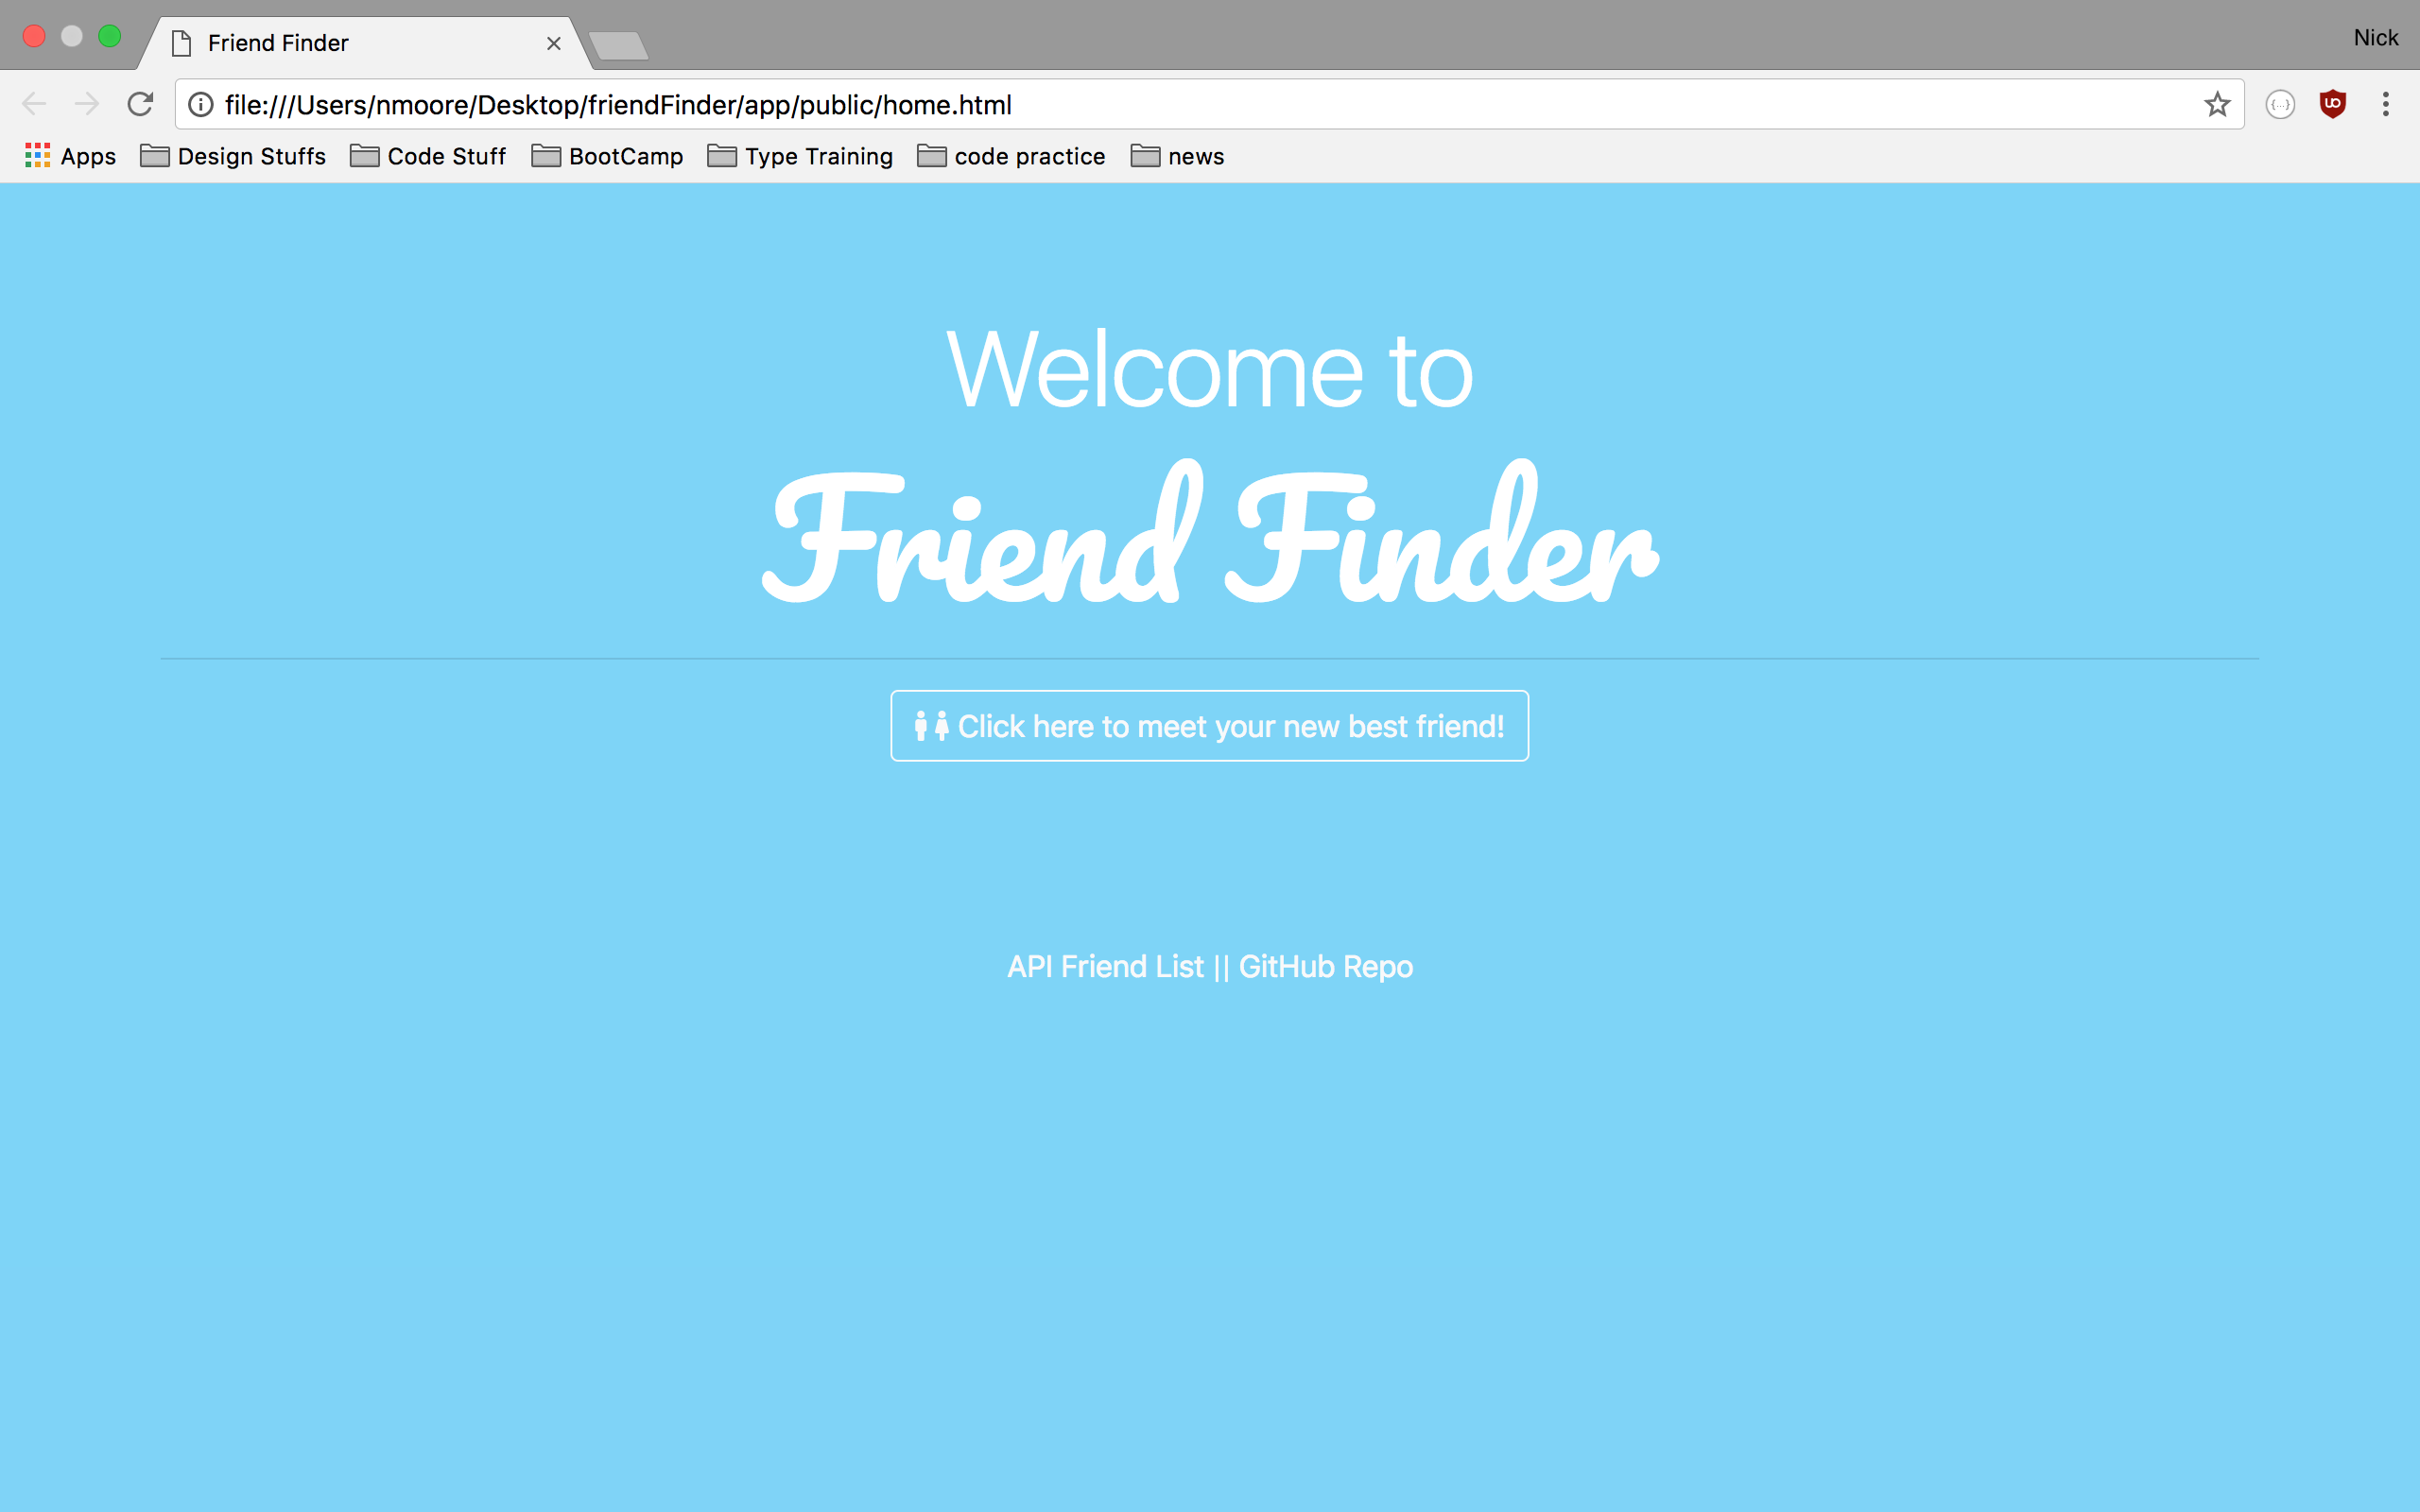 Friend Finder
Nick
file:///Users/nmoore/Desktop/friendFinder/app/public/home.html
Apps Design Stuffs Code Stuff BootCamp Type Training code practice news
Welcome to
Friend Finder
Click here to meet your new best friend!
API Friend List || GitHub Repo